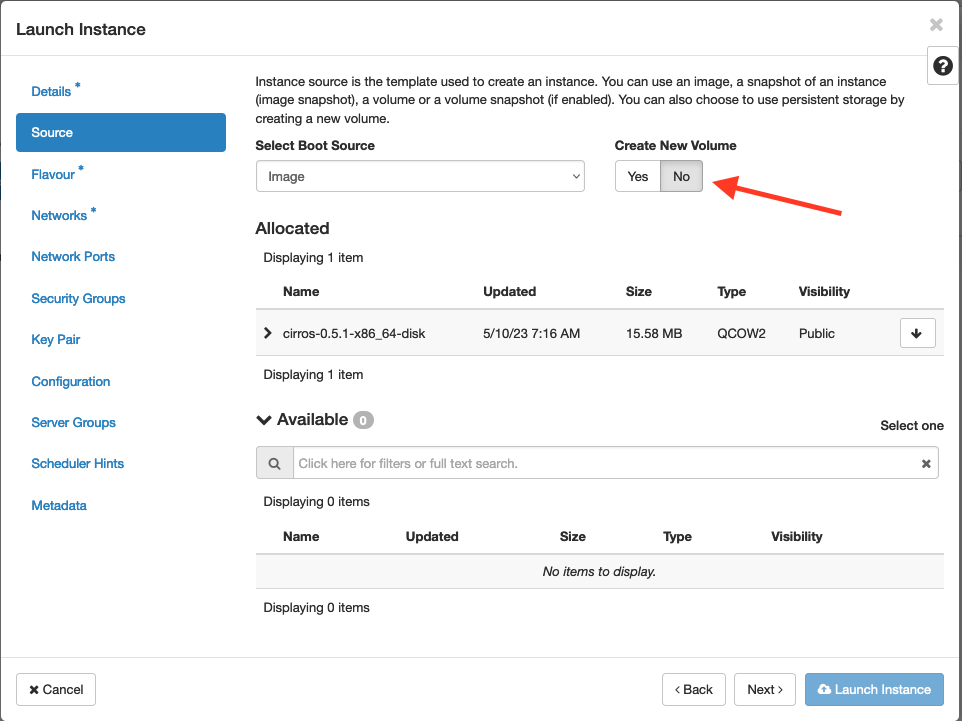 Launch Instance
Details *
Source
Flavour *
Networks *
Network Ports
Security Groups
Key Pair
Configuration
Server Groups
Scheduler Hints
Metadata
Instance source is the template used to create an instance. You can use an image, a snapshot of an instance
(image snapshot), a volume or a volume snapshot (if enabled). You can also choose to use persistent storage by
creating a new volume.
Select Boot Source Create New Volume
Image Yes No
Allocated
Displaying 1 item
Name Updated Size Type Visibility
cirros-0.5.1-x86_64-disk 5/10/23 7:16 AM 15.58 MB QCOW2 Public
Displaying 1 item
Available 0 Select one
Click here for filters or full text search.
Displaying 0 items
Name Updated Size Type Visibility
No items to display.
Displaying 0 items
Cancel ‹ Back Next › Launch Instance